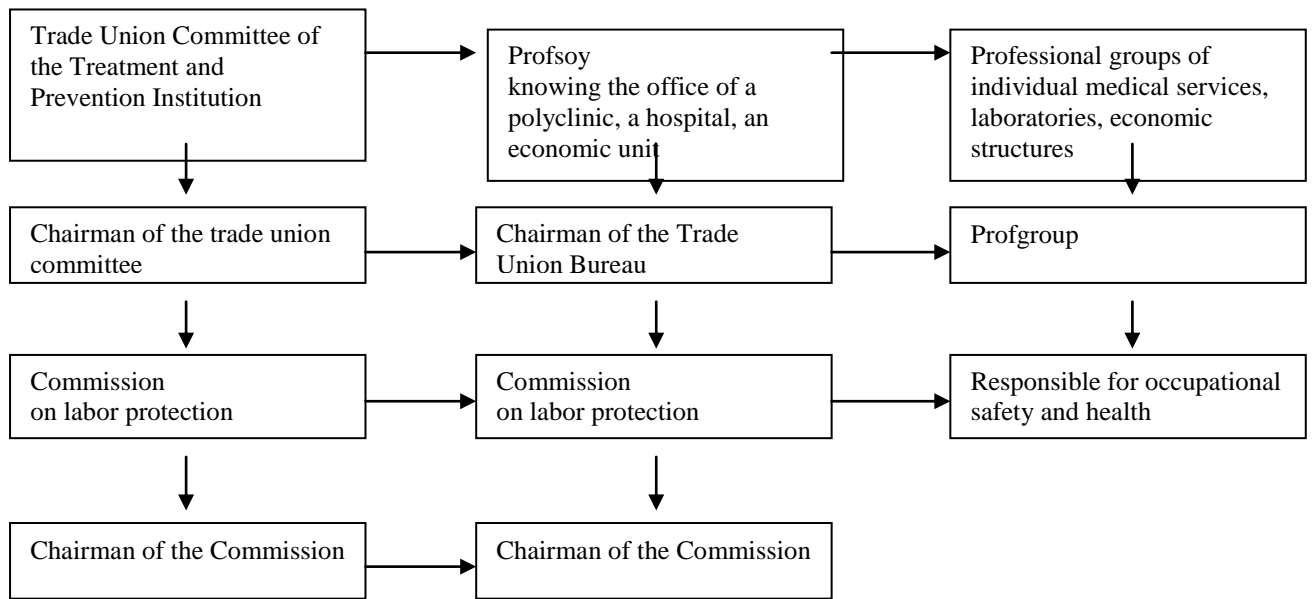 Trade Union Committee of
the Treatment and
Prevention Institution
Profsoy
knowing the office of a
polyclinic, a hospital, an
economic unit
Professional groups of
individual medical services,
laboratories, economic
structures
Chairman of the trade union
committee
Chairman of the Trade
Union Bureau
Profgroup
Commission
on labor protection
Commission
on labor protection
Responsible for occupational
safety and health
Chairman of the Commission
Chairman of the Commission